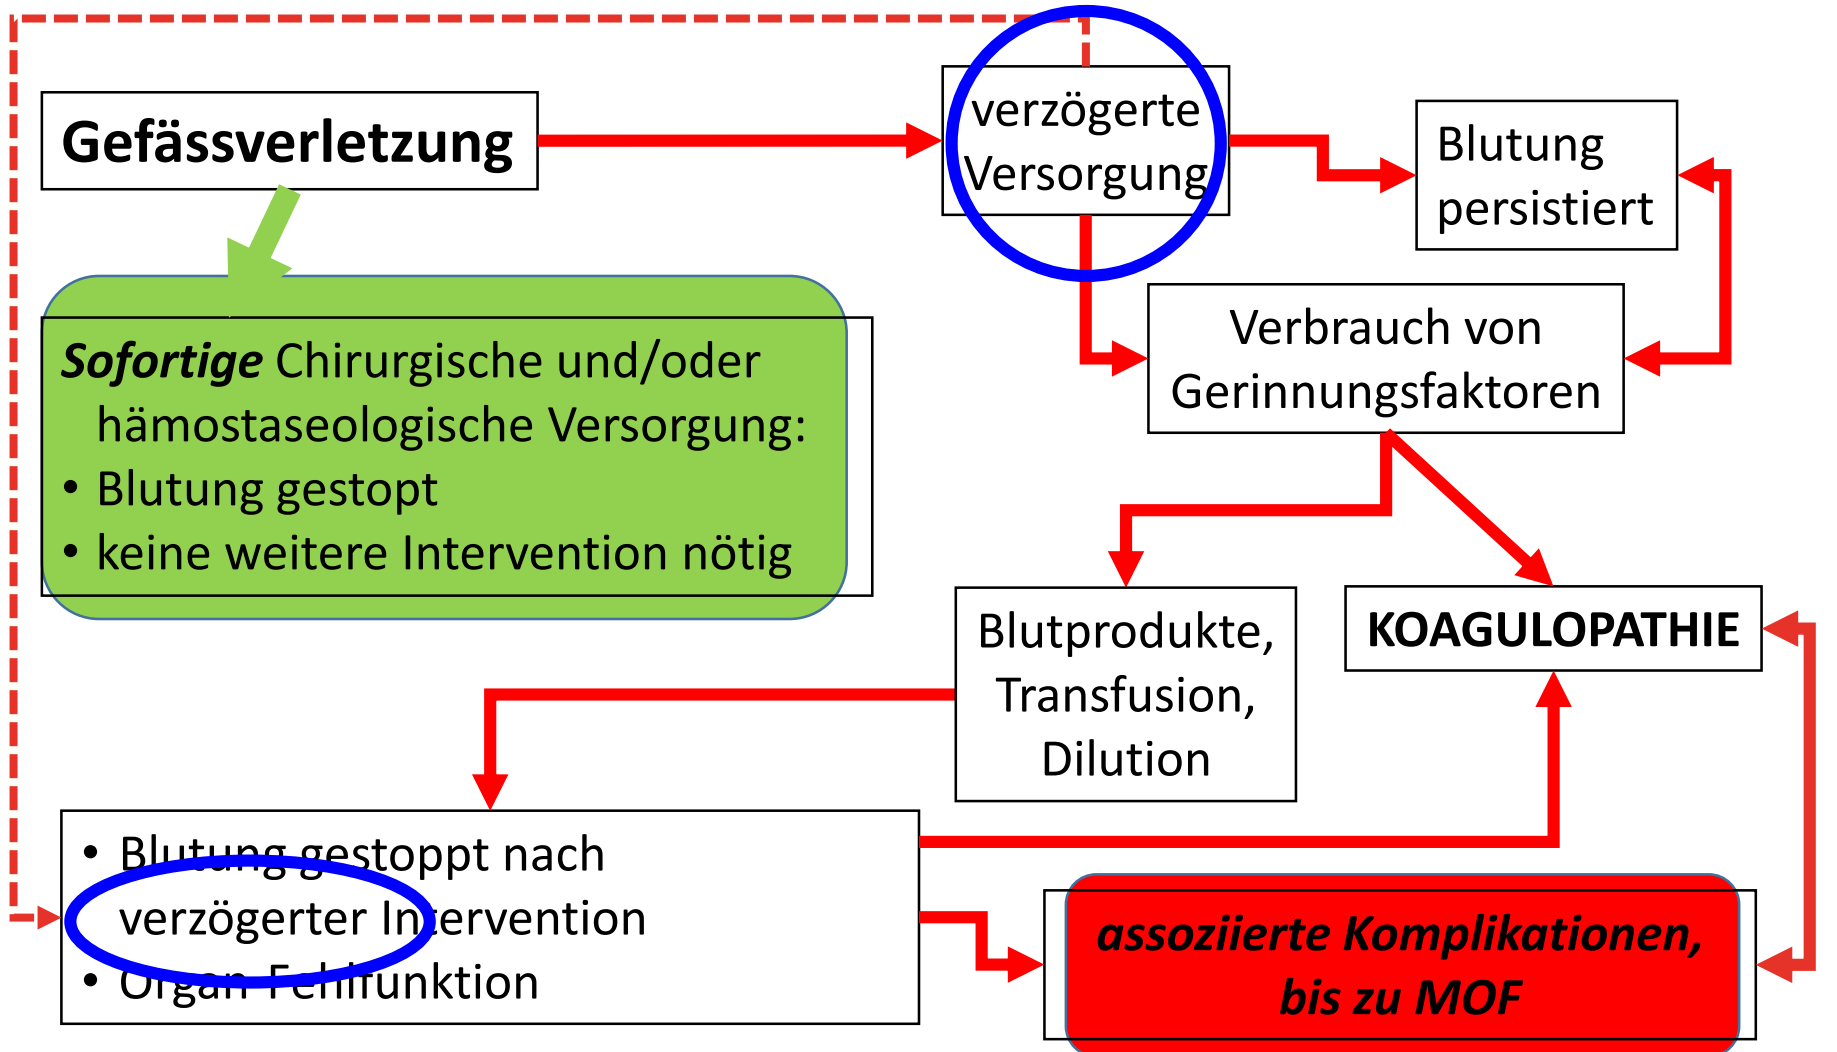 Gefässverletzung
verzögerte
Versorgung
Blutung
persistiert
Verbrauch von
Gerinnungsfaktoren
Sofortige Chirurgische und/oder
hämostaseologische Versorgung:
• Blutung gestopt
• keine weitere Intervention nötig
Blutprodukte,
Transfusion,
Dilution
KOAGULOPATHIE
• Blutung gestoppt nach
verzögerter Intervention
• Organ-Fehlfunktion
assoziierte Komplikationen,
bis zu MOF